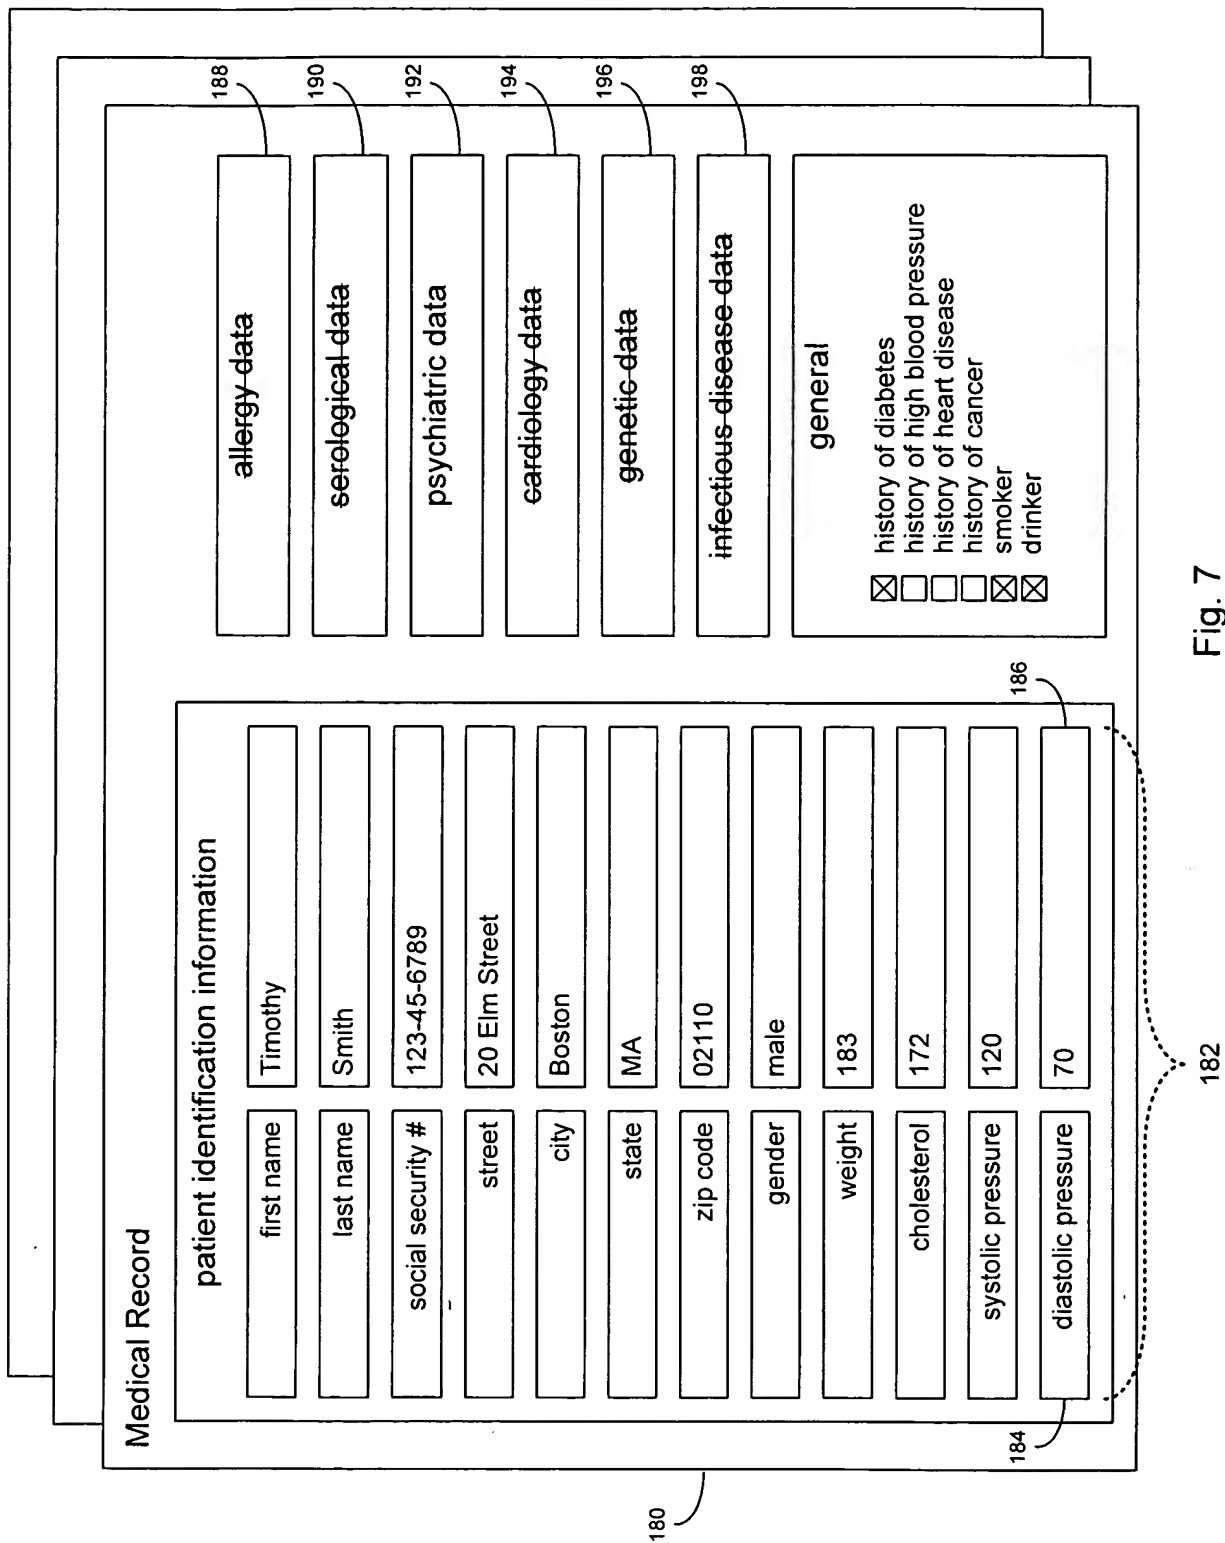 Medical Record
patient identification information
first name Timothy
last name Smith
social security # 123-45-6789
street 20 Elm Street
city Boston
state MA
zip code 02110
gender male
weight 183
cholesterol 172
systolic pressure 120
diastolic pressure 70
allergy data
serological data
psychiatric data
cardiology data
genetic data
infectious disease data
general
history of diabetes
history of high blood pressure
history of heart disease
history of cancer
smoker
drinker
188
190
192
194
196
198
180
184
186
182
Fig. 7